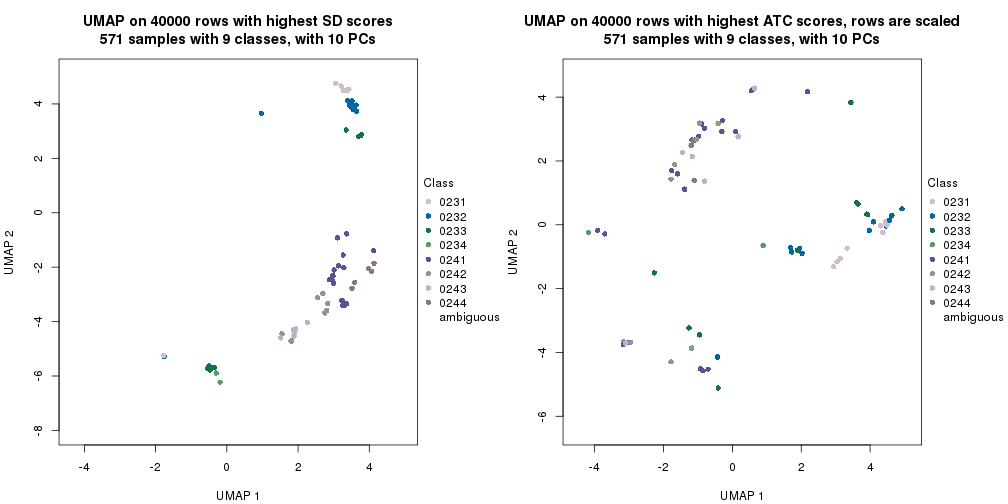 UMAP on 40000 rows with highest SD scores
571 samples with 9 classes, with 10 PCs
4
2
0
-2
-4
-6
-8
UMAP 2
-4 -2 0 2 4
UMAP 1
Class
0231
0232
0233
0234
0241
0242
0243
0244
ambiguous
UMAP on 40000 rows with highest ATC scores, rows are scaled
571 samples with 9 classes, with 10 PCs
4
2
0
-2
-4
-6
UMAP 2
-4 -2 0 2 4
UMAP 1
Class
0231
0232
0233
0234
0241
0242
0243
0244
ambiguous